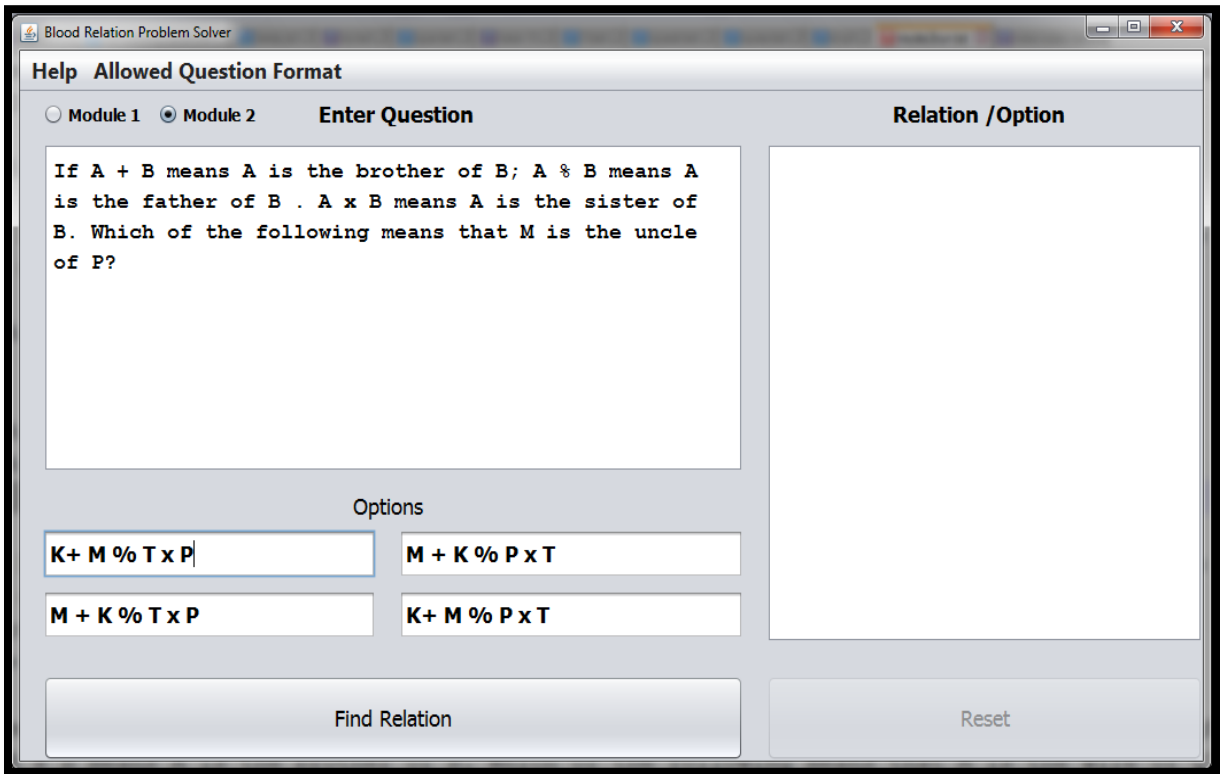 Blood Relation Problem Solver
Help Allowed Question Format
Module 1 Module 2 Enter Question Relation /Option
If A + B means A is the brother of B; A % B means A
is the father of B . A x B means A is the sister of
B. Which of the following means that M is the uncle
of P?
Options
K+ M % T x P M + K % P x T
M + K % T x P K+ M % P x T
Find Relation Reset